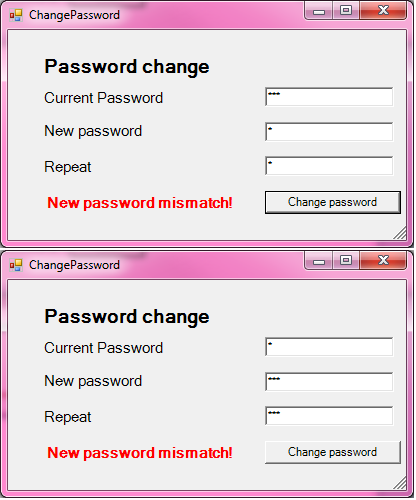 ChangePassword
Password change
Current Password ***
New password *
Repeat *
New password mismatch! Change password
ChangePassword
Password change
Current Password *
New password ***
Repeat ***
New password mismatch! Change password